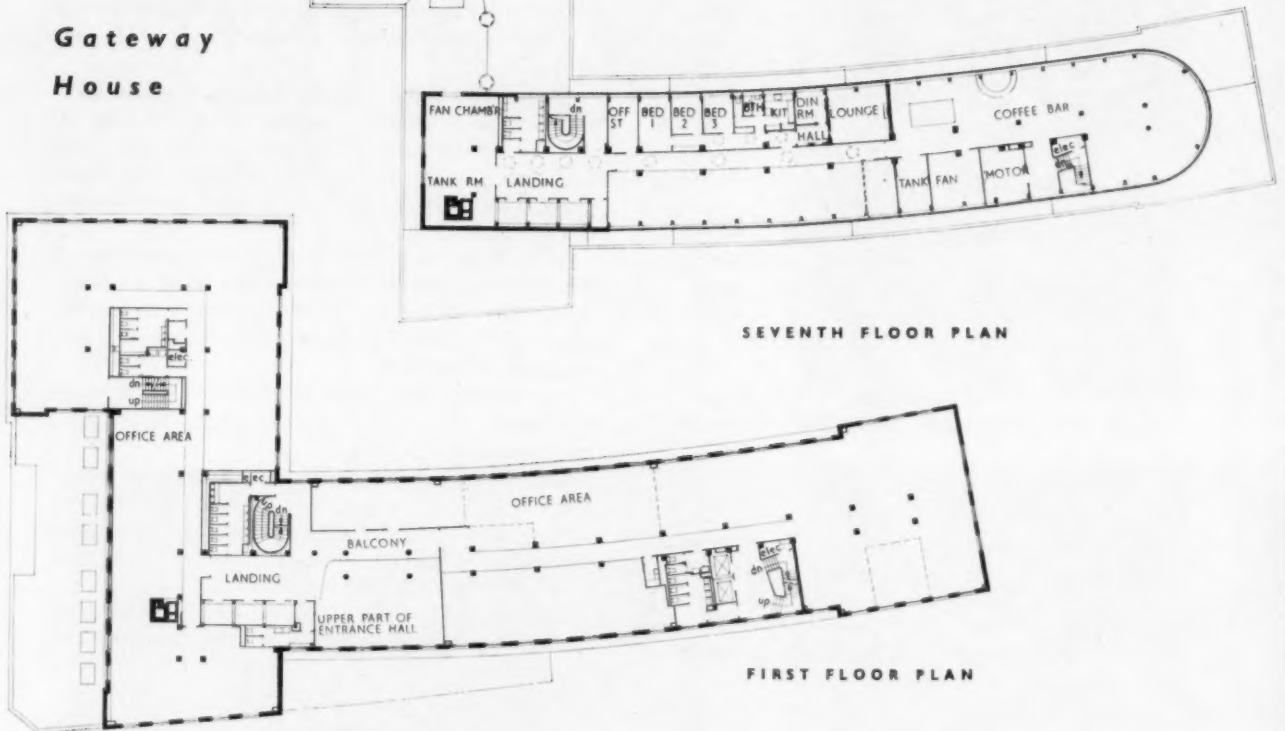 Gateway
House
FAN CHAMBR
dn
OFF
ST
BED
1
BED
2
BED
3
BTH
KIT
DIN
RM
HALL
LOUNGE
COFFEE BAR
TANK RM
LANDING
TANK
FAN
MOTOR
elec
dn
SEVENTH FLOOR PLAN
elec
dn
up
OFFICE AREA
elec
up
dn
BALCONY
OFFICE AREA
LANDING
UPPER PART OF
ENTRANCE HALL
elec
dn
up
FIRST FLOOR PLAN